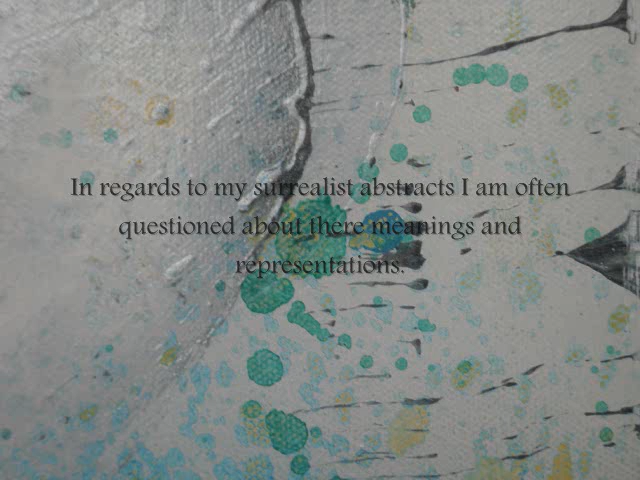 In regards to my surrealist abstracts I am often
questioned about there meanings and
representations.